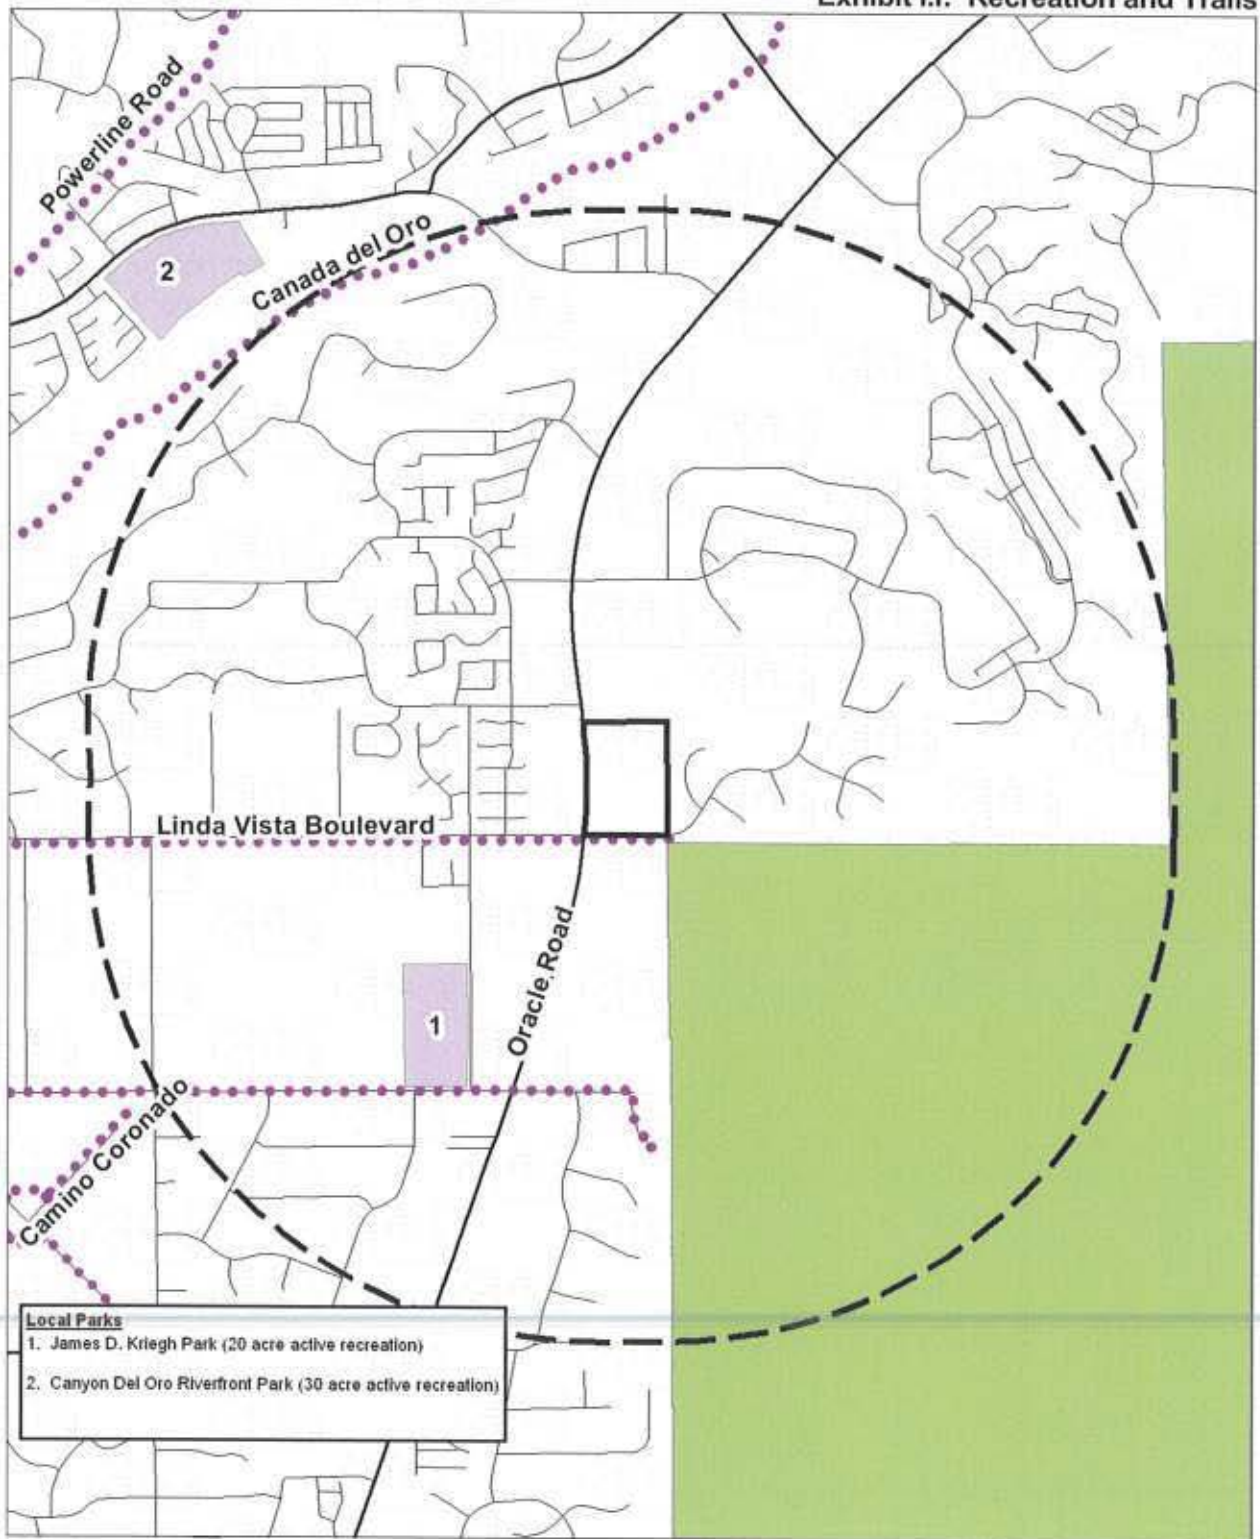 Exhibit I.I. Recreation and Trails
Powerline Road
2
Canada del Oro
Linda Vista Boulevard
1
Oracle Road
Camino Coronado
Local Parks
1. James D. Kriegh Park (20 acre active recreation)
2. Canyon Del Oro Riverfront Park (30 acre active recreation)